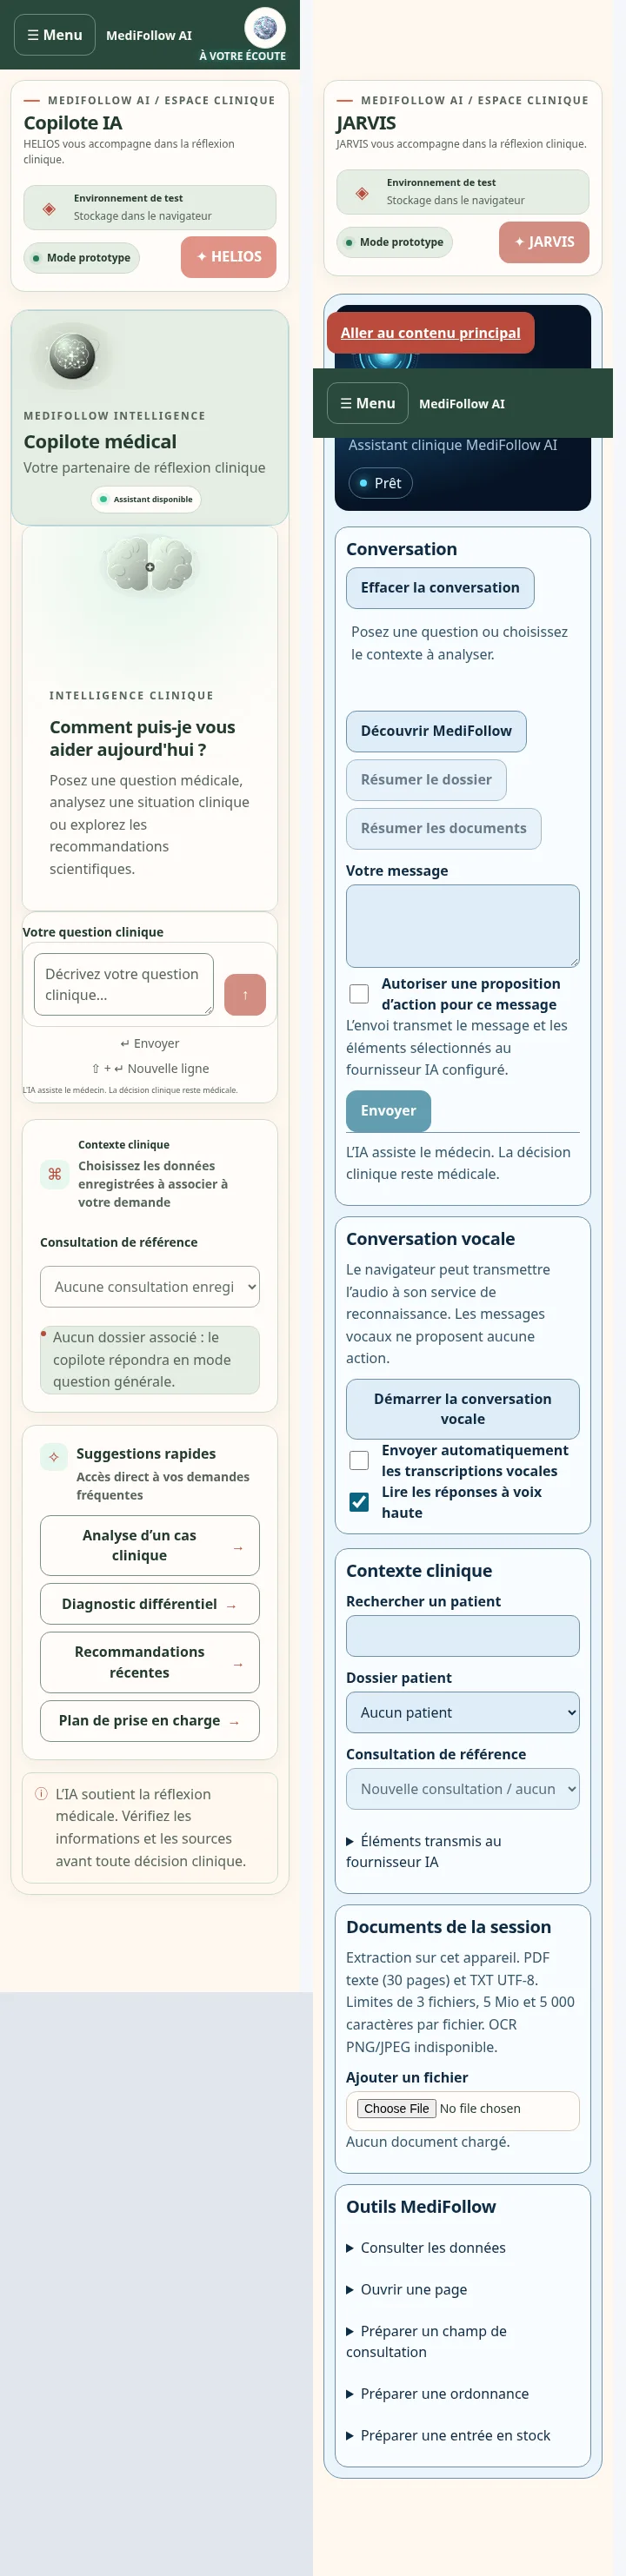 ☰ Menu
MediFollow AI
À VOTRE ÉCOUTE
MEDIFOLLOW AI / ESPACE CLINIQUE
Copilote IA
HELIOS vous accompagne dans la réflexion
clinique.
Environnement de test
Stockage dans le navigateur
Mode prototype
✦ HELIOS
MEDIFOLLOW INTELLIGENCE
Copilote médical
Votre partenaire de réflexion clinique
Assistant disponible
INTELLIGENCE CLINIQUE
Comment puis-je vous
aider aujourd'hui ?
Posez une question médicale,
analysez une situation clinique
ou explorez les
recommandations
scientifiques.
Votre question clinique
Décrivez votre question
clinique...
↑
↵ Envoyer
⇧ + ↵ Nouvelle ligne
L'IA assiste le médecin. La décision clinique reste médicale.
Contexte clinique
⌘
Choisissez les données
enregistrées à associer à
votre demande
Consultation de référence
Aucune consultation enregi
Aucun dossier associé : le
copilote répondra en mode
question générale.
Suggestions rapides
Accès direct à vos demandes
fréquentes
Analyse d’un cas
clinique →
Diagnostic différentiel →
Recommandations
récentes →
Plan de prise en charge →
ⓘ L’IA soutient la réflexion
médicale. Vérifiez les
informations et les sources
avant toute décision clinique.
MEDIFOLLOW AI / ESPACE CLINIQUE
JARVIS
JARVIS vous accompagne dans la réflexion clinique.
Environnement de test
Stockage dans le navigateur
Mode prototype
✦ JARVIS
Aller au contenu principal
☰ Menu
MediFollow AI
Assistant clinique MediFollow AI
Prêt
Conversation
Effacer la conversation
Posez une question ou choisissez
le contexte à analyser.
Découvrir MediFollow
Résumer le dossier
Résumer les documents
Votre message
Autoriser une proposition
d’action pour ce message
L’envoi transmet le message et les
éléments sélectionnés au
fournisseur IA configuré.
Envoyer
L’IA assiste le médecin. La décision
clinique reste médicale.
Conversation vocale
Le navigateur peut transmettre
l’audio à son service de
reconnaissance. Les messages
vocaux ne proposent aucune
action.
Démarrer la conversation
vocale
Envoyer automatiquement
les transcriptions vocales
Lire les réponses à voix
haute
Contexte clinique
Rechercher un patient
Dossier patient
Aucun patient
Consultation de référence
Nouvelle consultation / aucun
Éléments transmis au
fournisseur IA
Documents de la session
Extraction sur cet appareil. PDF
texte (30 pages) et TXT UTF-8.
Limites de 3 fichiers, 5 Mio et 5 000
caractères par fichier. OCR
PNG/JPEG indisponible.
Ajouter un fichier
Choose File No file chosen
Aucun document chargé.
Outils MediFollow
Consulter les données
Ouvrir une page
Préparer un champ de
consultation
Préparer une ordonnance
Préparer une entrée en stock